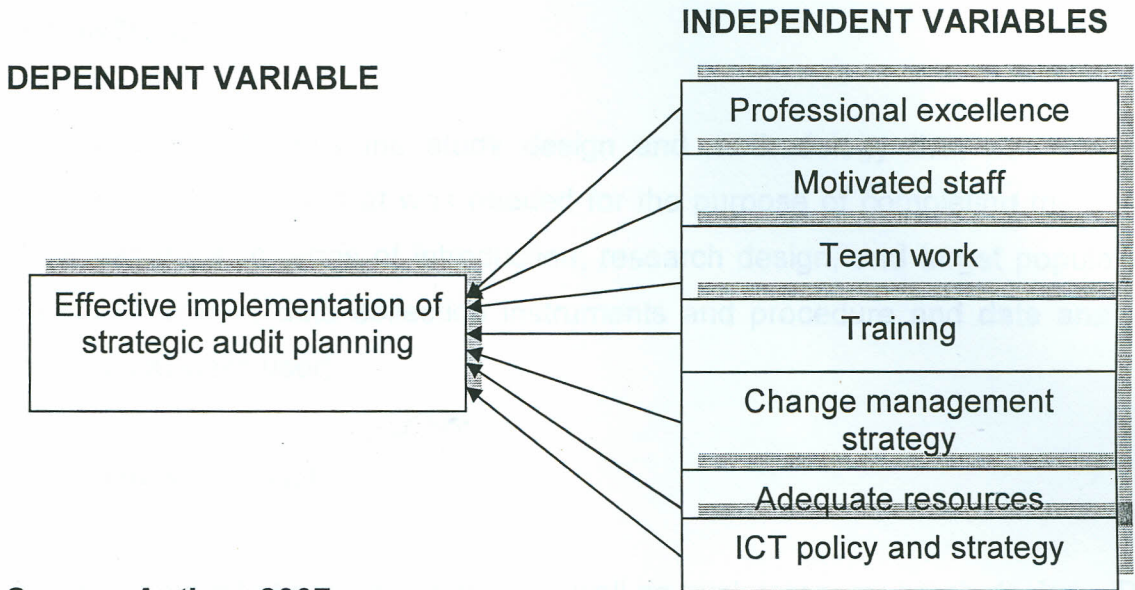 INDEPENDENT VARIABLES
DEPENDENT VARIABLE
Professional excellence
Motivated staff
Team work
Training
Change management
strategy
Adequate resources
ICT policy and strategy
Effective implementation of
strategic audit planning